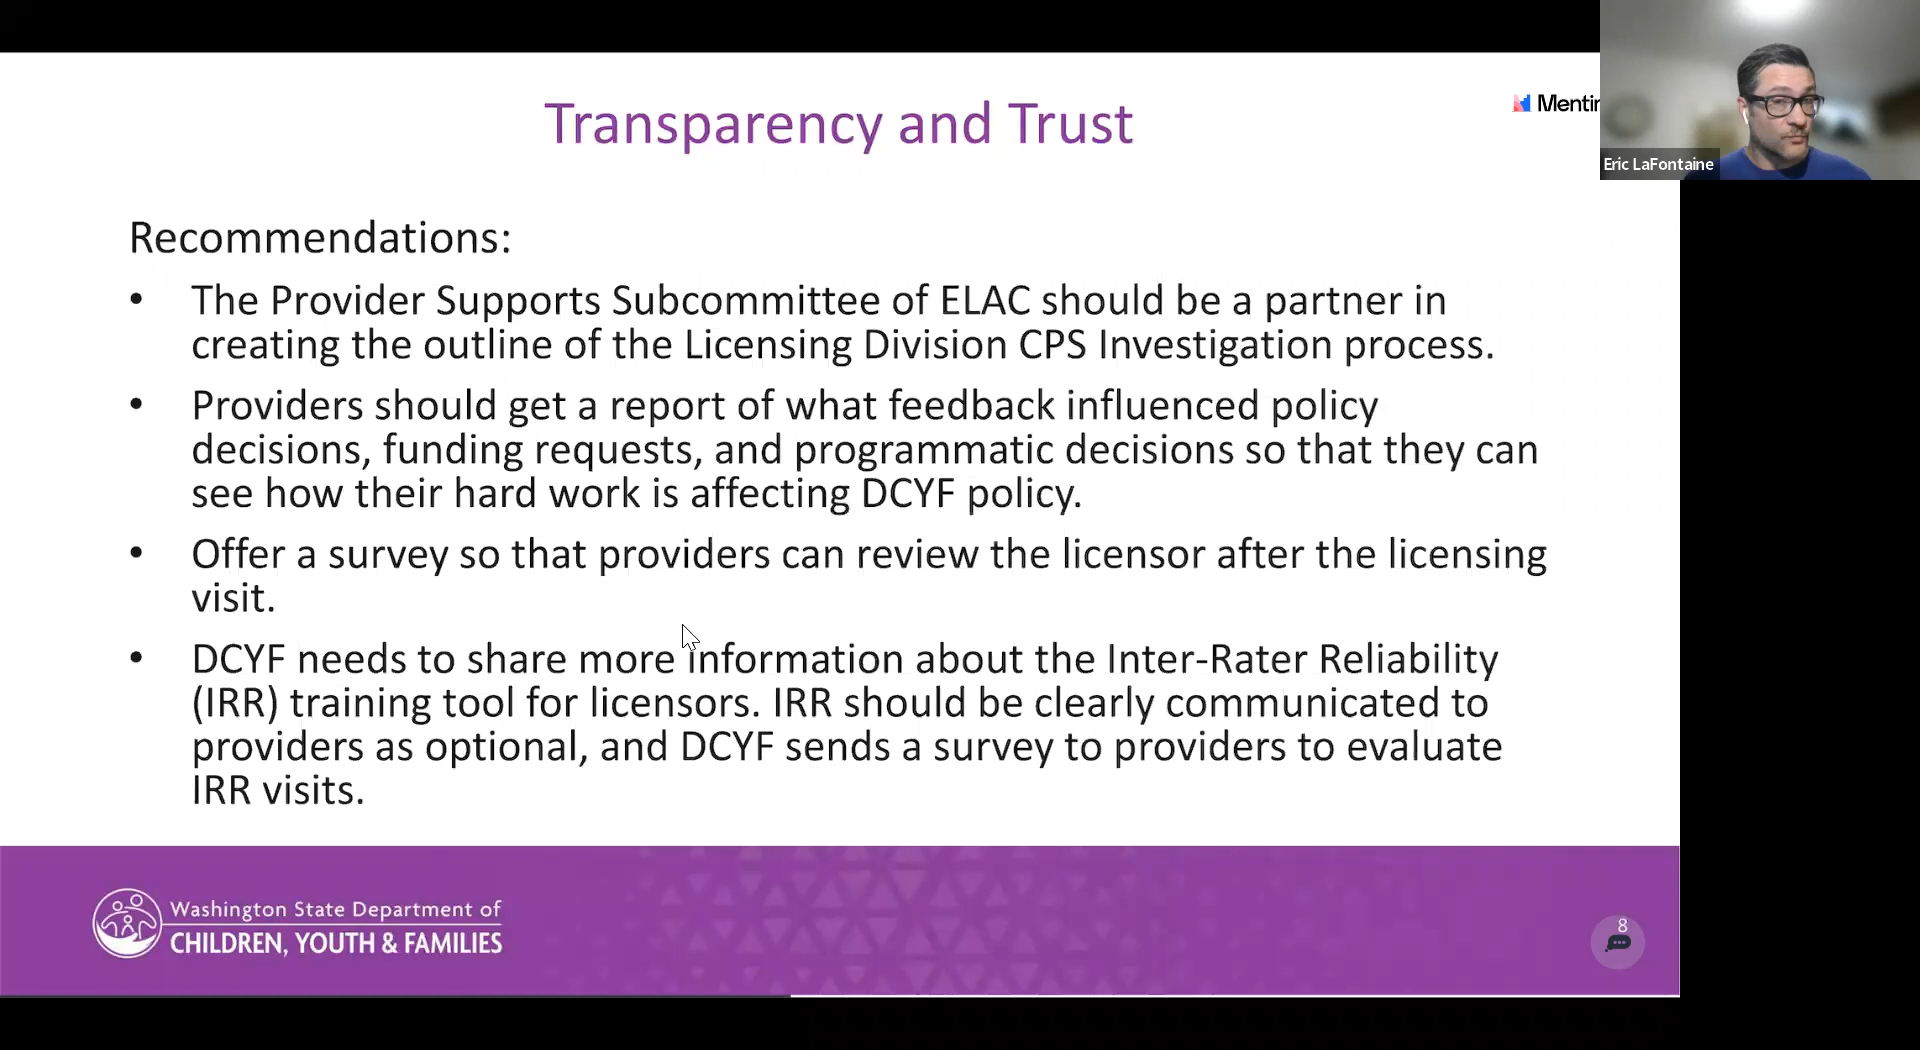 Transparency and Trust
Eric LaFontaine
Recommendations:
• The Provider Supports Subcommittee of ELAC should be a partner in
creating the outline of the Licensing Division CPS Investigation process.
• Providers should get a report of what feedback influenced policy
decisions, funding requests, and programmatic decisions so that they can
see how their hard work is affecting DCYF policy.
• Offer a survey so that providers can review the licensor after the licensing
visit.
• DCYF needs to share more information about the Inter-Rater Reliability
(IRR) training tool for licensors. IRR should be clearly communicated to
providers as optional, and DCYF sends a survey to providers to evaluate
IRR visits.
Washington State Department of
CHILDREN, YOUTH & FAMILIES
8